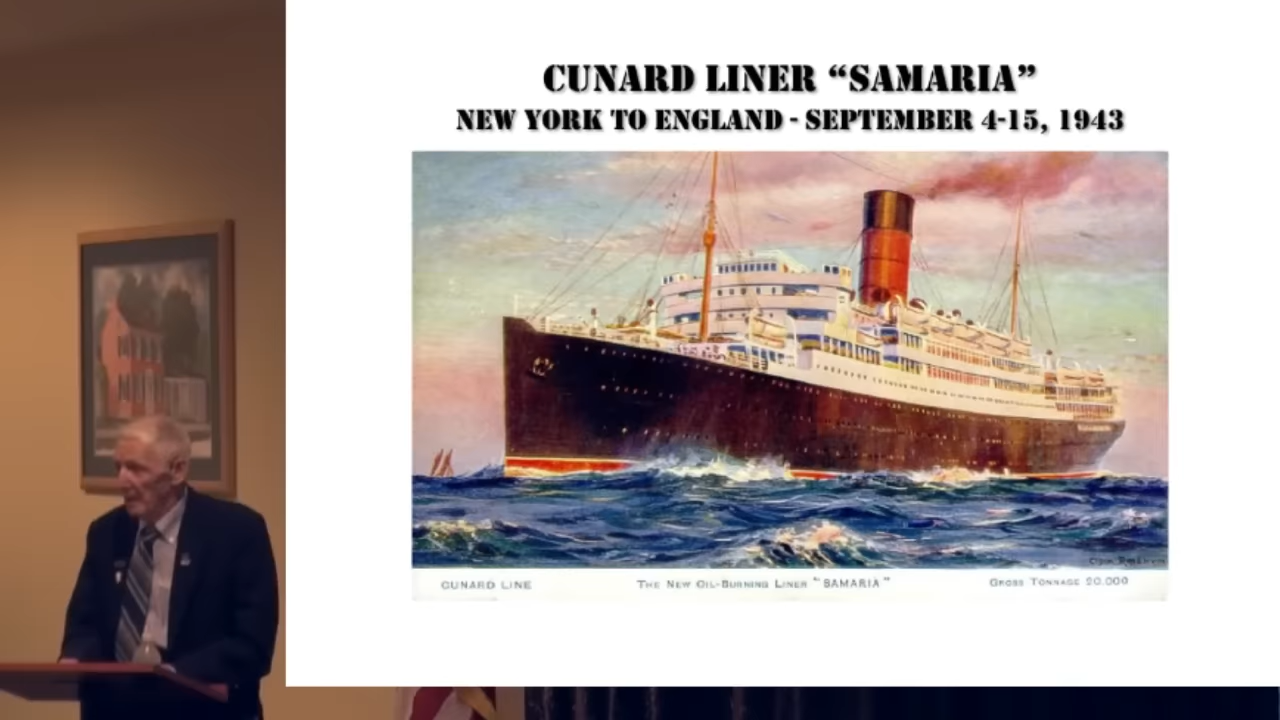 CUNARD LINER “SAMARIA”
NEW YORK TO ENGLAND - SEPTEMBER 4-15, 1943
CUNARD LINE
THE NEW OIL-BURNING LINER "SAMARIA"
GROSS TONNAGE 20,000